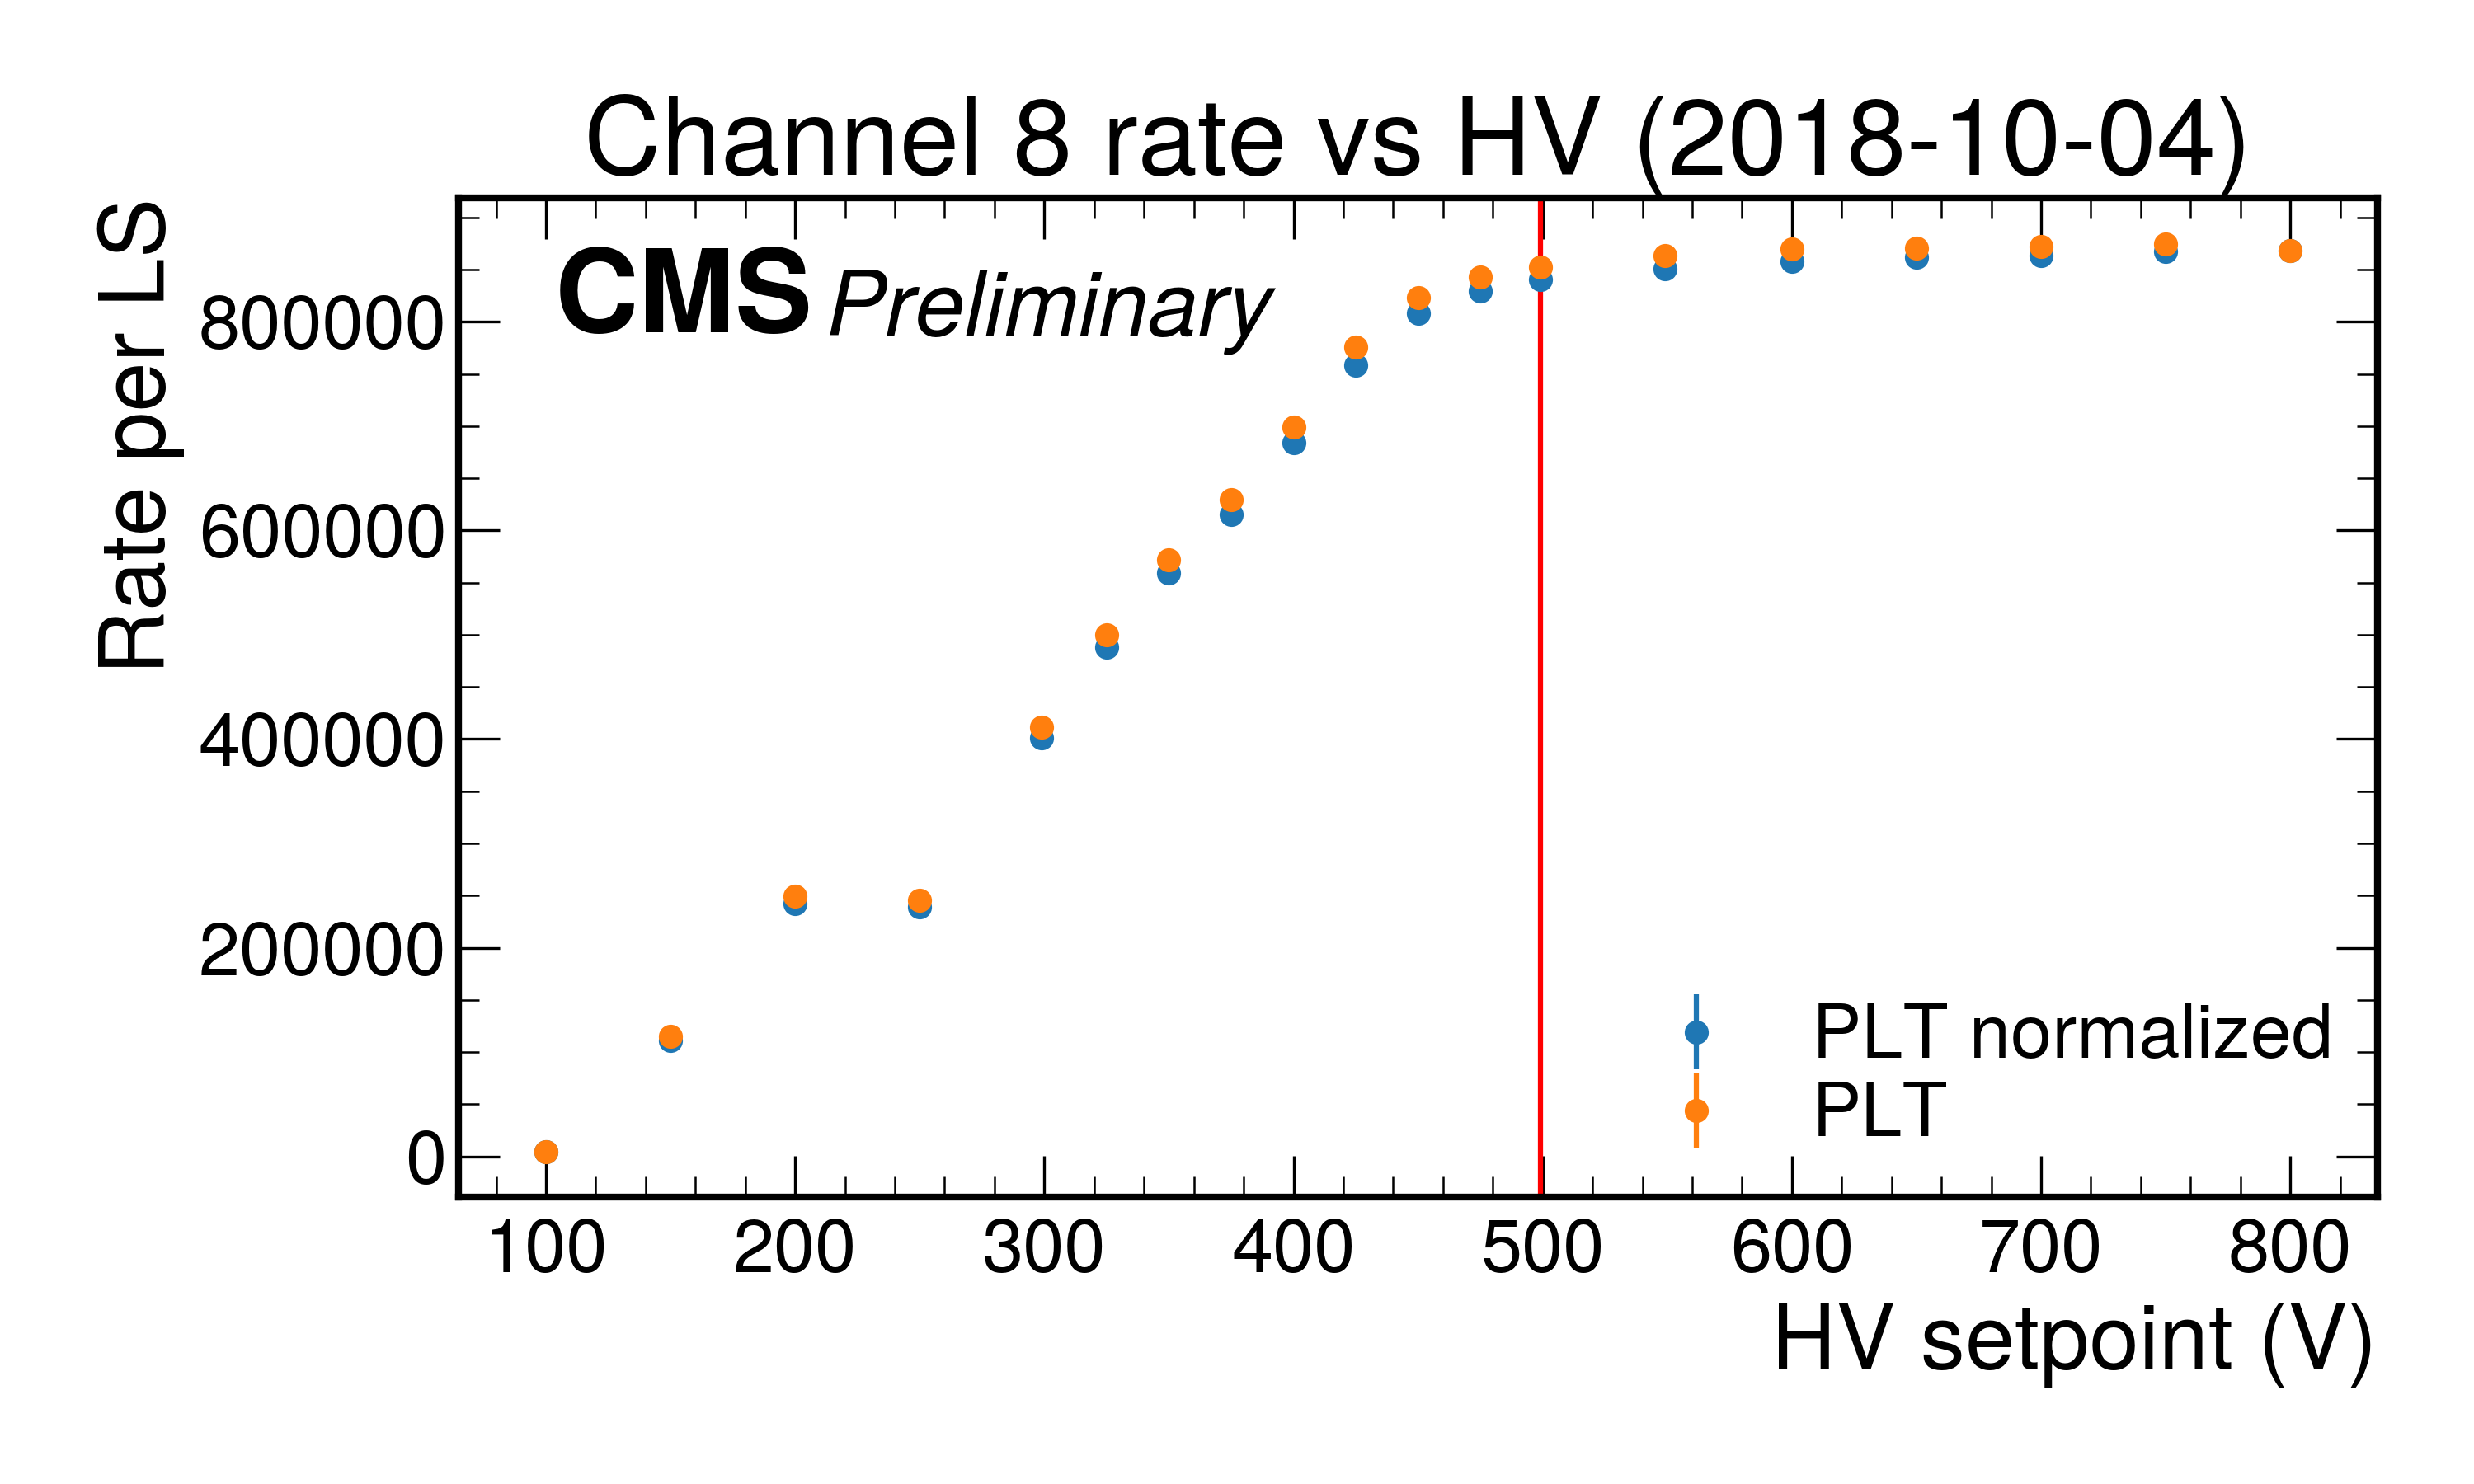 Channel 8 rate vs HV (2018-10-04)
CMS Preliminary
Rate per LS
800000
600000
400000
200000
0
PLT normalized
PLT
100 200 300 400 500 600 700 800
HV setpoint (V)